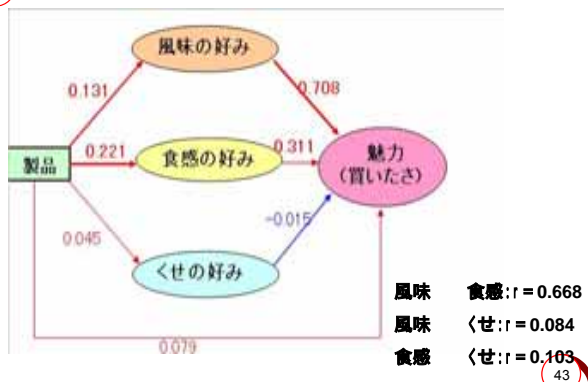 風味の好み
0.131
0.708
製品
0.221
食感の好み
0.311
魅力
(買いたさ)
-0.015
0.045
くせの好み
0.079
風味 食感:r=0.668
風味 くせ:r=0.084
食感 くせ:r=0.103
43